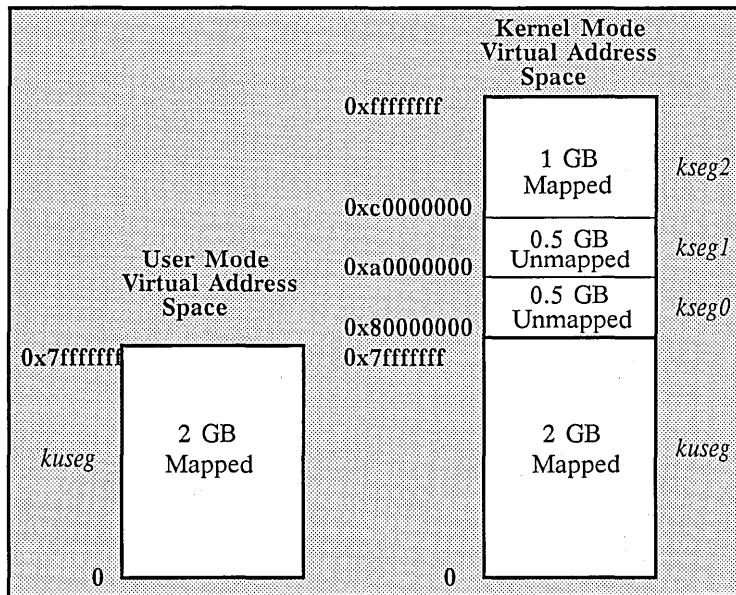 Kernel Mode
Virtual Address
Space
0xffffffff
1 GB
Mapped
kseg2
0xc0000000
0.5 GB
Unmapped
kseg1
0xa0000000
0.5 GB
Unmapped
kseg0
0x80000000
User Mode
Virtual Address
Space
0x7fffffff
2 GB
Mapped
kuseg
0
0x7fffffff
2 GB
Mapped
kuseg
0